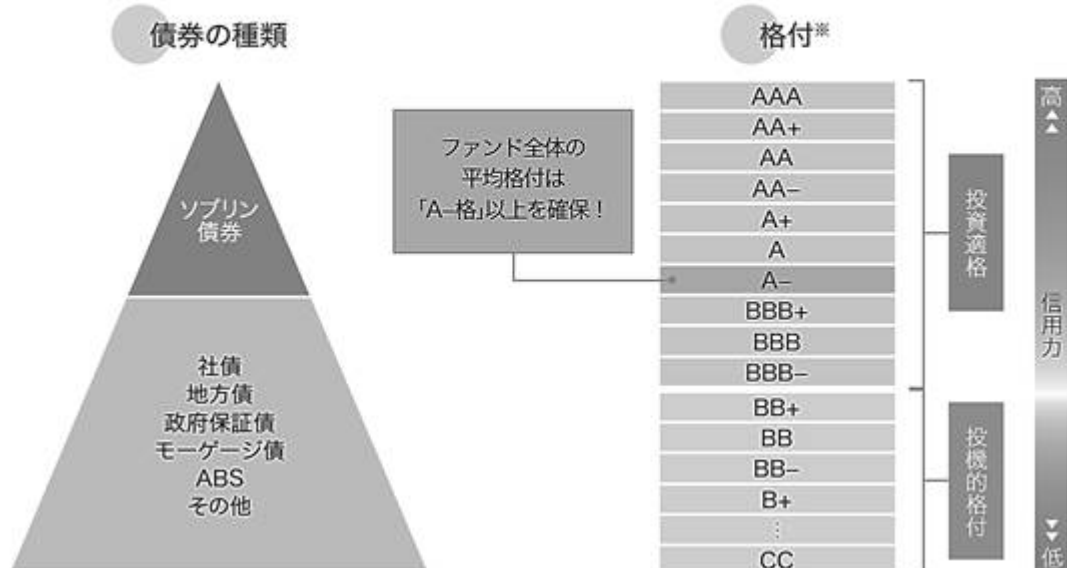 債券の種類
ソブリン
債券
社債
地方債
政府保証債
モーゲージ債
ABS
その他
格付※
ファンド全体の
平均格付は
「A–格」以上を確保！
AAA
AA+
AA
AA–
A+
A
A–
BBB+
BBB
BBB–
BB+
BB
BB–
B+
⋮
CC
投資適格
投機的格付
高
信用力
低